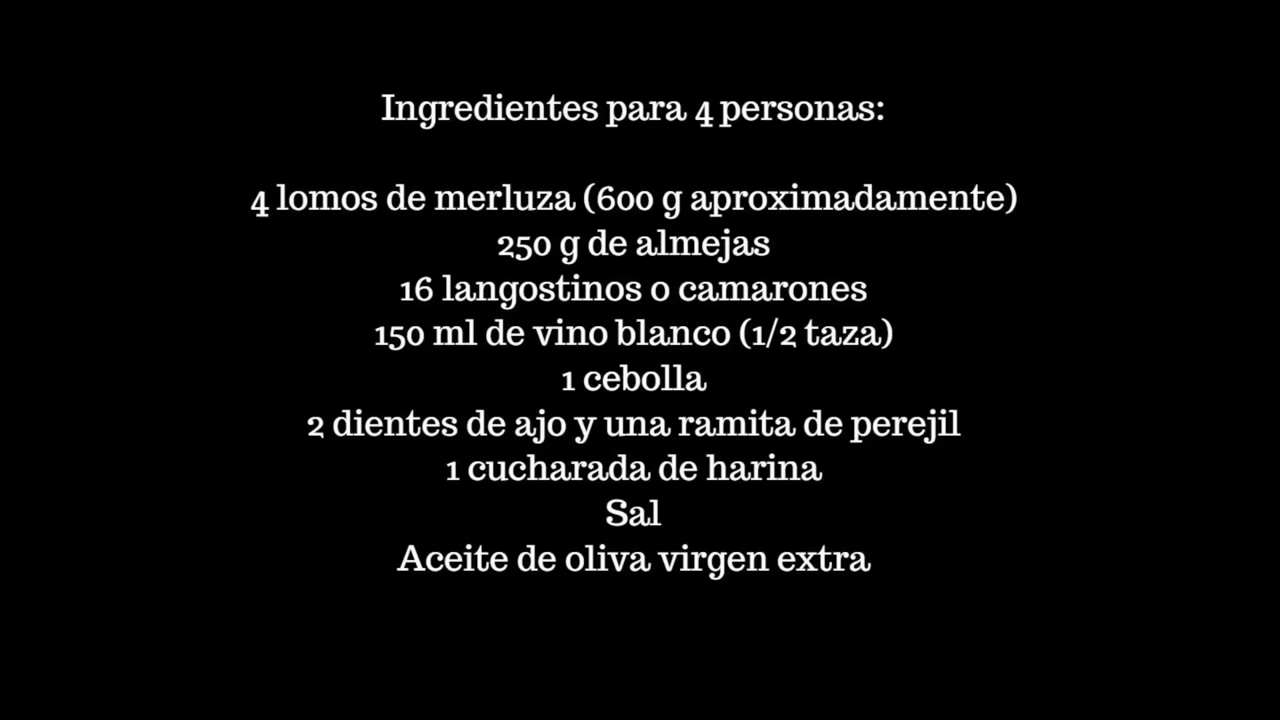 Ingredientes para 4 personas:
4 lomos de merluza (600 g aproximadamente)
250 g de almejas
16 langostinos o camarones
150 ml de vino blanco (1/2 taza)
1 cebolla
2 dientes de ajo y una ramita de perejil
1 cucharada de harina
Sal
Aceite de oliva virgen extra